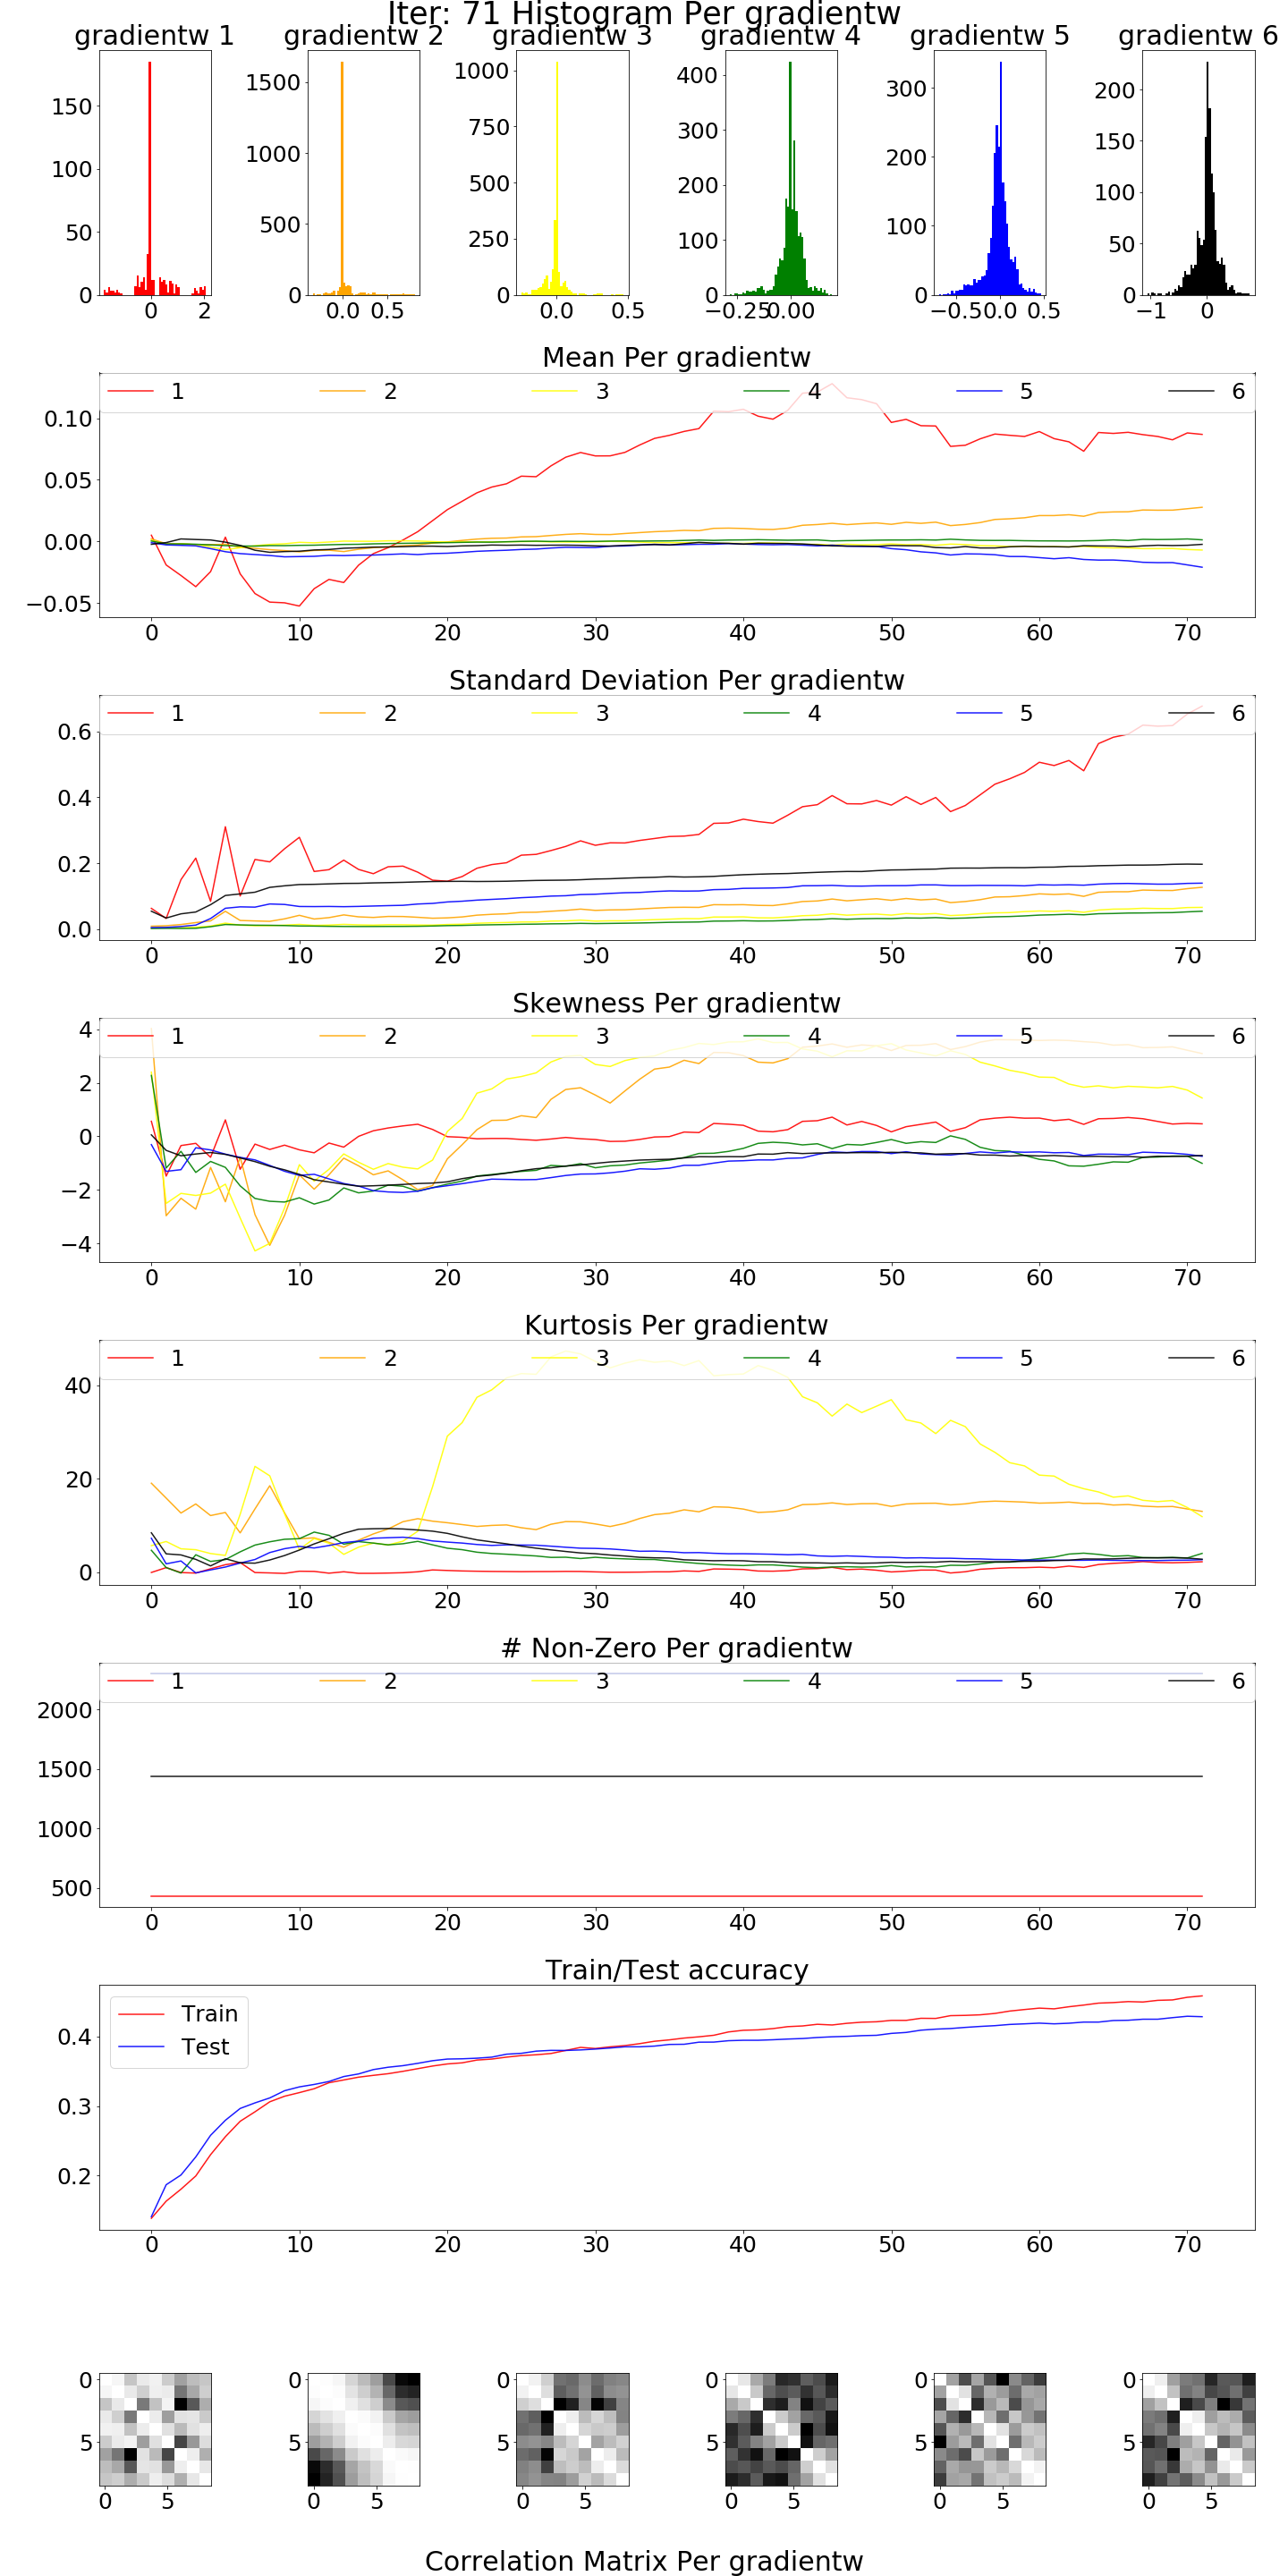 Iter: 71 Histogram Per gradientw
gradientw 1 gradientw 2 gradientw 3 gradientw 4 gradientw 5 gradientw 6
150 100 50 0
0 2
1500 1000 500 0
0.0 0.5
1000 750 500 250 0
0.0 0.5
400 300 200 100 0
−0.25 0.00
300 200 100 0
−0.5 0.0 0.5
200 150 100 50 0
−1 0
Mean Per gradientw
1 2 3 4 5 6
0.10
0.05
0.00
−0.05
0 10 20 30 40 50 60 70
Standard Deviation Per gradientw
1 2 3 4 5 6
0.6
0.4
0.2
0.0
0 10 20 30 40 50 60 70
Skewness Per gradientw
4
1 2 3 4 5 6
2
0
−2
−4
0 10 20 30 40 50 60 70
Kurtosis Per gradientw
1 2 3 4 5 6
40
20
0
0 10 20 30 40 50 60 70
# Non-Zero Per gradientw
1 2 3 4 5 6
2000
1500
1000
500
0 10 20 30 40 50 60 70
Train/Test accuracy
Train
Test
0.4
0.3
0.2
0 10 20 30 40 50 60 70
0 0 0 0 0 0
5 5 5 5 5 5
0 5 0 5 0 5 0 5 0 5 0 5
Correlation Matrix Per gradientw